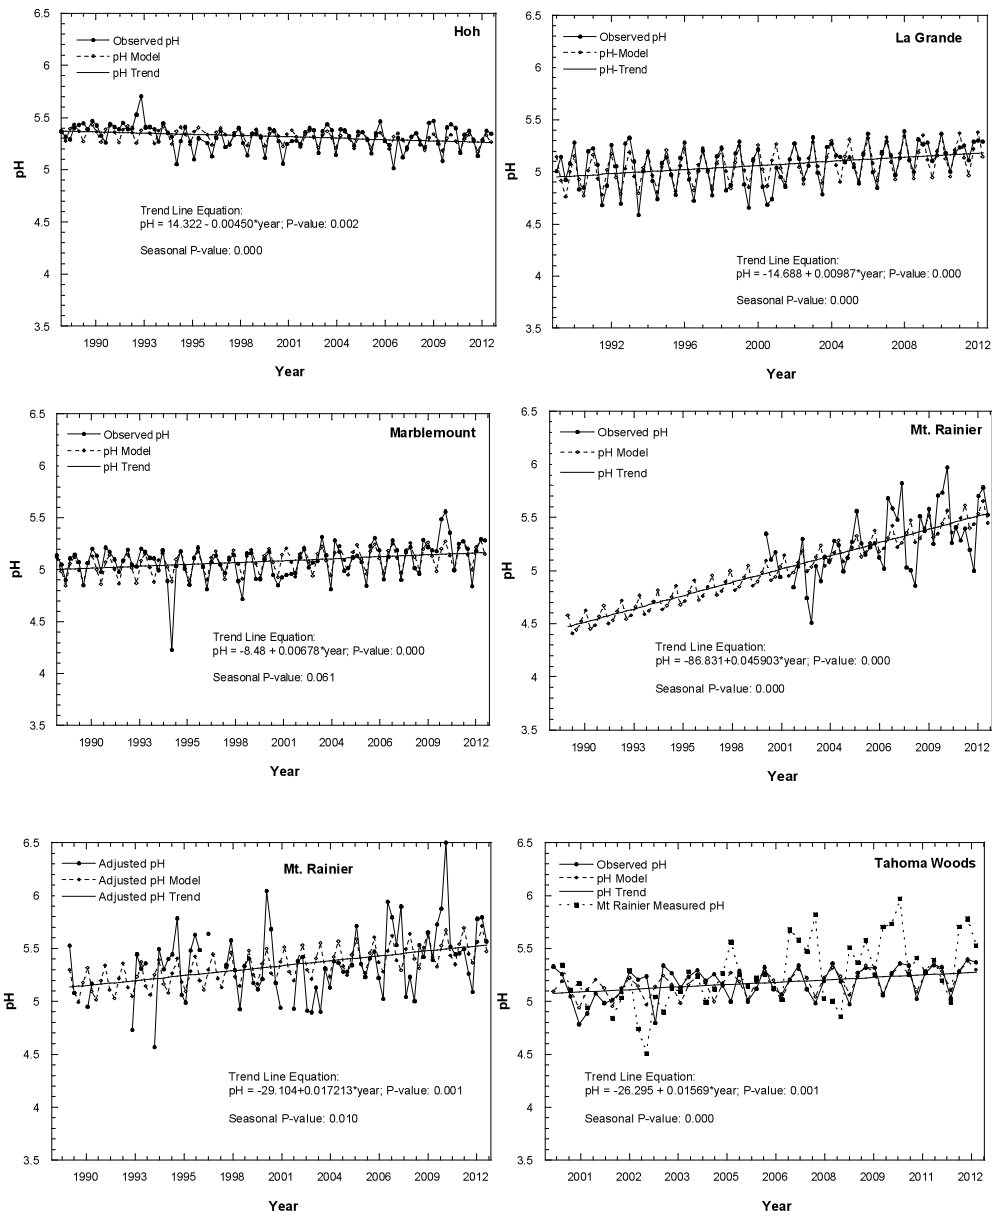 Hoh
Observed pH
pH Model
pH Trend
6.5
6
5.5
5
4.5
4
3.5
pH
Trend Line Equation:
pH = 14.322 - 0.00450*year; P-value: 0.002
Seasonal P-value: 0.000
1990 1993 1995 1998 2001 2004 2006 2009 2012
Year
La Grande
Observed pH
pH-Model
pH-Trend
6.5
6
5.5
5
4.5
4
3.5
pH
Trend Line Equation:
pH = -14.688 + 0.00987*year; P-value: 0.000
Seasonal P-value: 0.000
1992 1996 2000 2004 2008 2012
Year
Marblemount
Observed pH
pH Model
pH Trend
6.5
6
5.5
5
4.5
4
3.5
pH
Trend Line Equation:
pH = -8.48 + 0.00678*year; P-value: 0.000
Seasonal P-value: 0.061
1990 1993 1995 1998 2001 2004 2006 2009 2012
Year
Mt. Rainier
Observed pH
pH Model
pH Trend
6.5
6
5.5
5
4.5
4
3.5
pH
Trend Line Equation:
pH = -86.831+0.045903*year; P-value: 0.000
Seasonal P-value: 0.000
1990 1993 1995 1998 2001 2004 2006 2009 2012
Year
Mt. Rainier
Adjusted pH
Adjusted pH Model
Adjusted pH Trend
6.5
6
5.5
5
4.5
4
3.5
pH
Trend Line Equation:
pH = -29.104+0.017213*year; P-value: 0.001
Seasonal P-value: 0.010
1990 1993 1995 1998 2001 2004 2006 2009 2012
Year
Tahoma Woods
Observed pH
pH Model
pH Trend
Mt Rainier Measured pH
6.5
6
5.5
5
4.5
4
3.5
pH
Trend Line Equation:
pH = -26.295 + 0.01569*year; P-value: 0.001
Seasonal P-value: 0.000
2001 2002 2003 2005 2006 2008 2009 2011 2012
Year